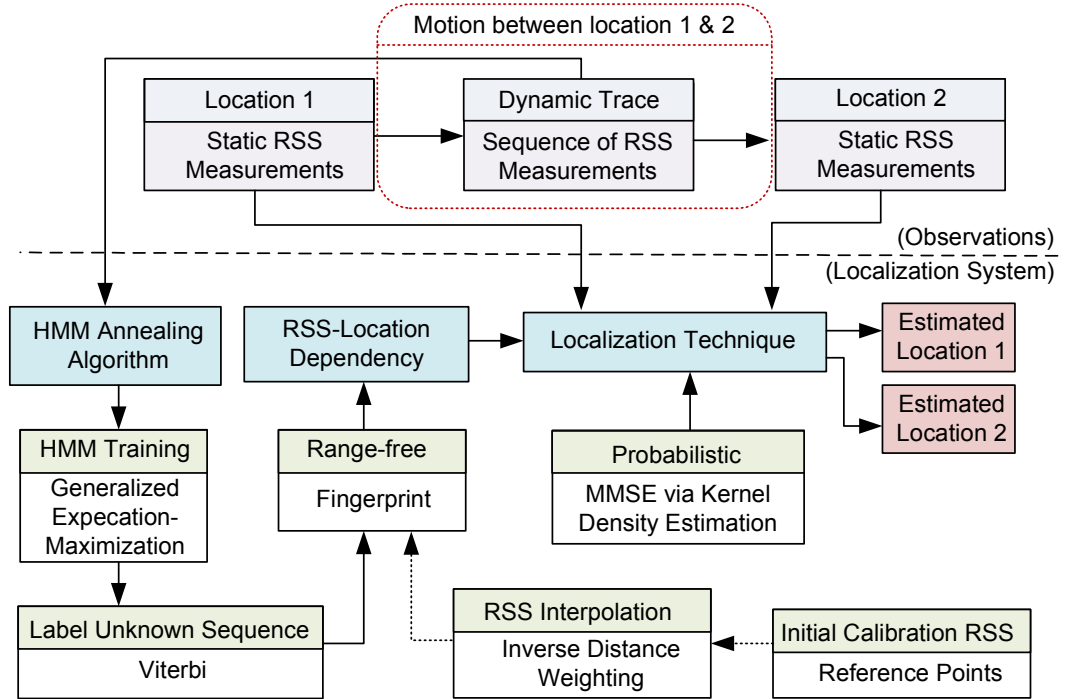 Motion between location 1 & 2
Location 1
Static RSS
Measurements
Dynamic Trace
Sequence of RSS
Measurements
Location 2
Static RSS
Measurements
(Observations)
(Localization System)
HMM Annealing
Algorithm
RSS-Location
Dependency
Localization Technique
Estimated
Location 1
Estimated
Location 2
HMM Training
Generalized
Expecation-
Maximization
Range-free
Fingerprint
Probabilistic
MMSE via Kernel
Density Estimation
Label Unknown Sequence
Viterbi
RSS Interpolation
Inverse Distance
Weighting
Initial Calibration RSS
Reference Points